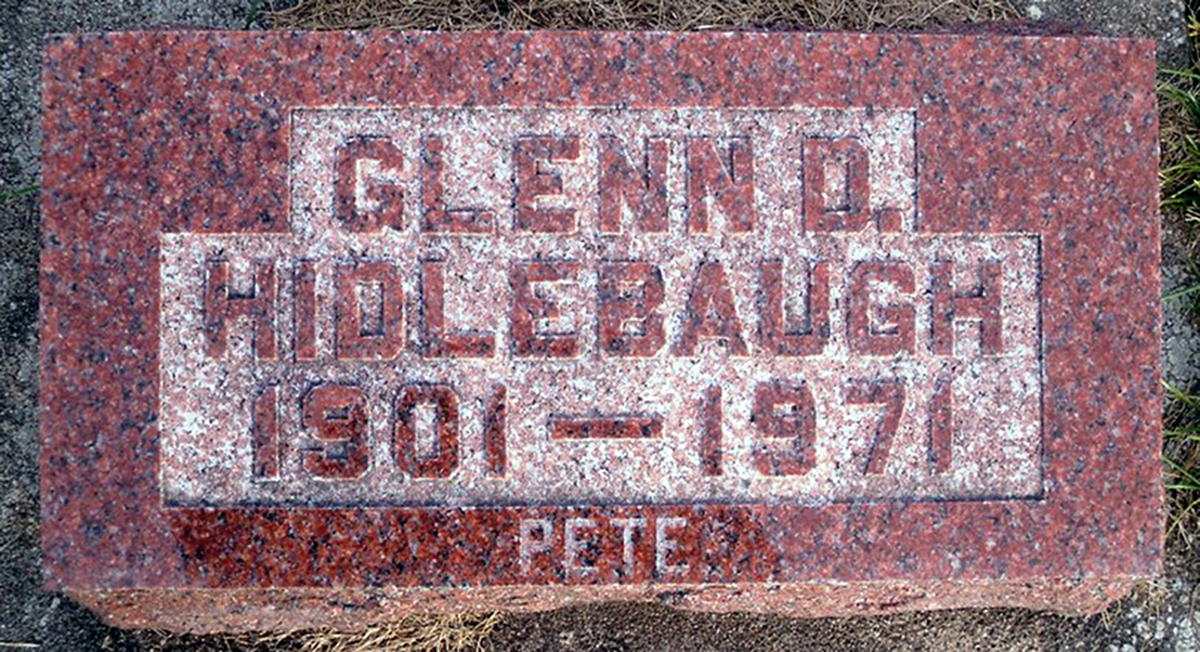 GLENN D.
HIDLEBAUGH
1901 — 1971
PETE